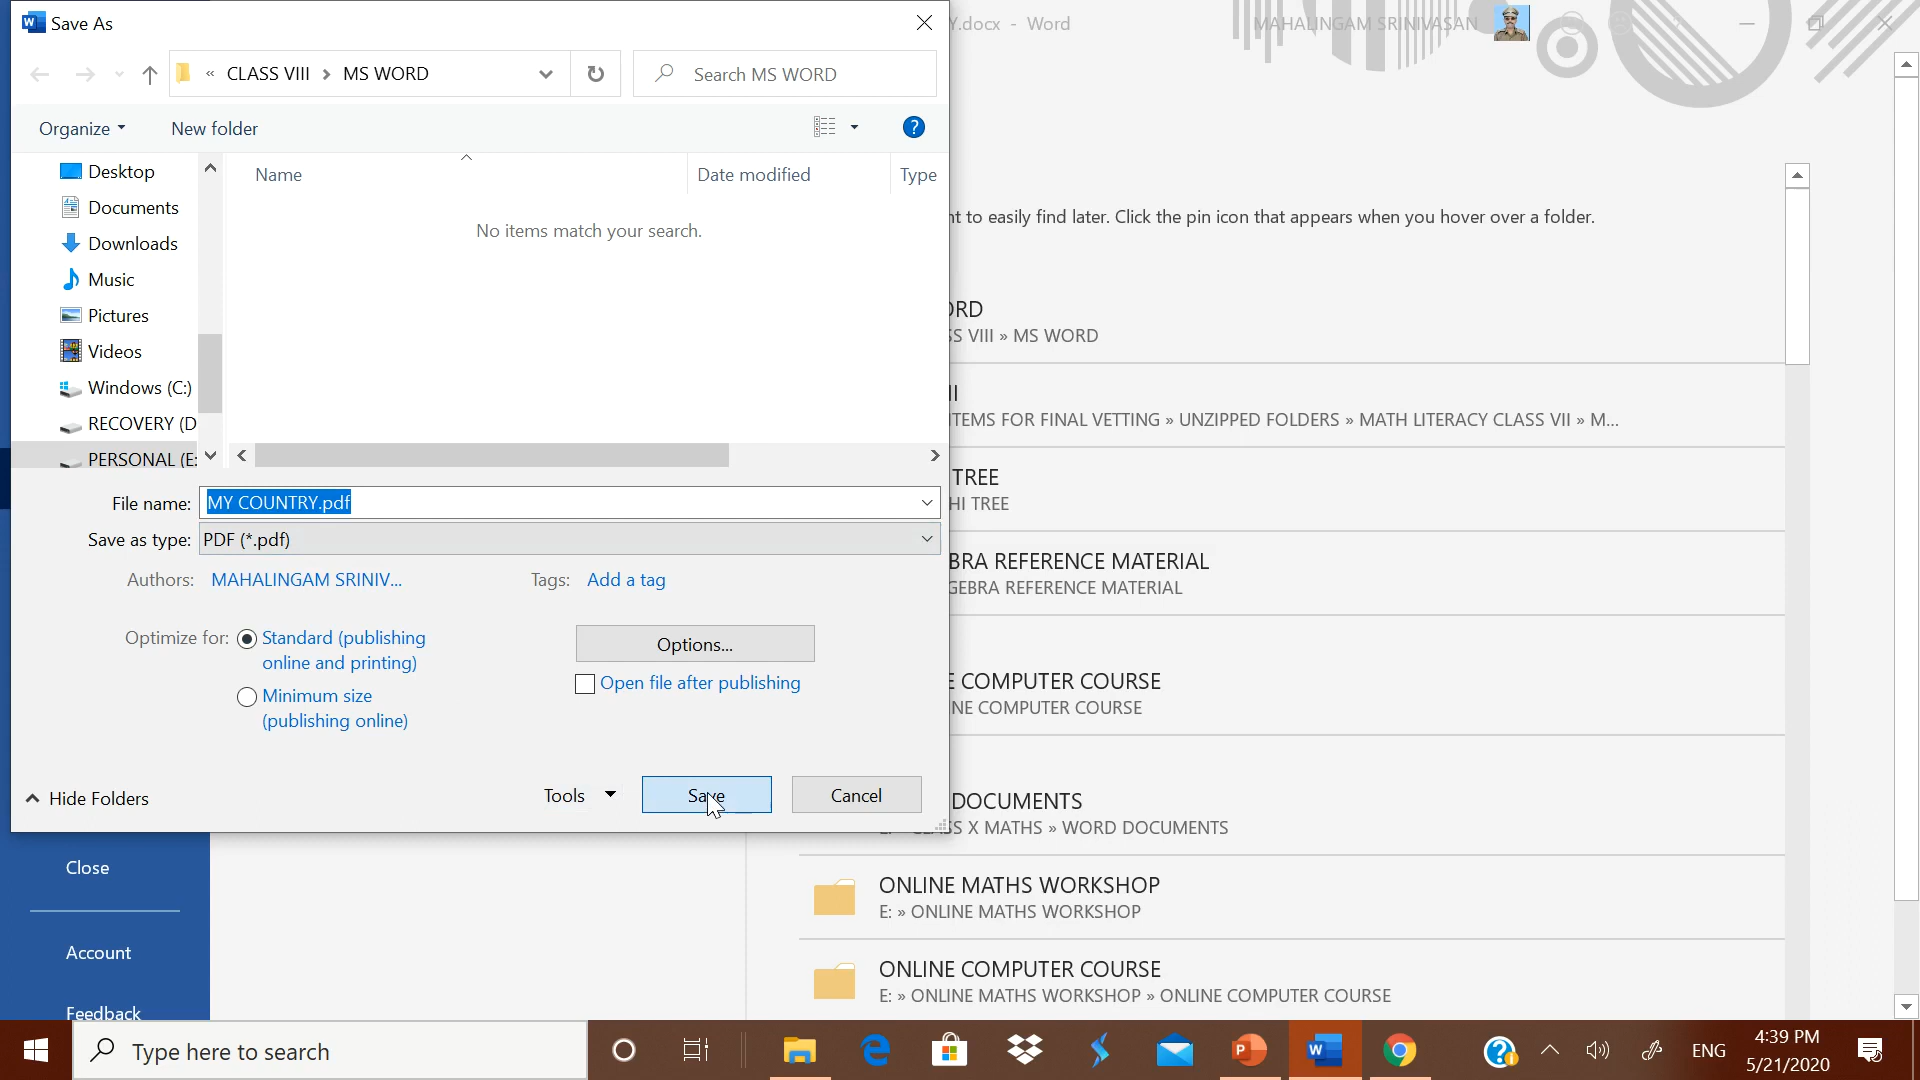 Save As
Y.docx - Word
MAHALINGAM SRINIVASAN
« CLASS VIII › MS WORD
Search MS WORD
Organize
New folder
Desktop
Documents
Downloads
Music
Pictures
Videos
Windows (C:)
RECOVERY (D
PERSONAL (E:
Name
Date modified
Type
No items match your search.
File name: MY COUNTRY.pdf
Save as type: PDF (*.pdf)
Authors: MAHALINGAM SRINIV...
Tags: Add a tag
Optimize for: Standard (publishing
online and printing)
Minimum size
(publishing online)
Options...
Open file after publishing
Hide Folders
Tools
Save
Cancel
nt to easily find later. Click the pin icon that appears when you hover over a folder.
ORD
SS VIII » MS WORD
II
ITEMS FOR FINAL VETTING » UNZIPPED FOLDERS » MATH LITERACY CLASS VII » M...
TREE
HI TREE
BRA REFERENCE MATERIAL
GEBRA REFERENCE MATERIAL
E COMPUTER COURSE
NE COMPUTER COURSE
DOCUMENTS
E: » CLASS X MATHS » WORD DOCUMENTS
ONLINE MATHS WORKSHOP
E: » ONLINE MATHS WORKSHOP
ONLINE COMPUTER COURSE
E: » ONLINE MATHS WORKSHOP » ONLINE COMPUTER COURSE
Close
Account
Feedback
Type here to search
ENG
4:39 PM
5/21/2020